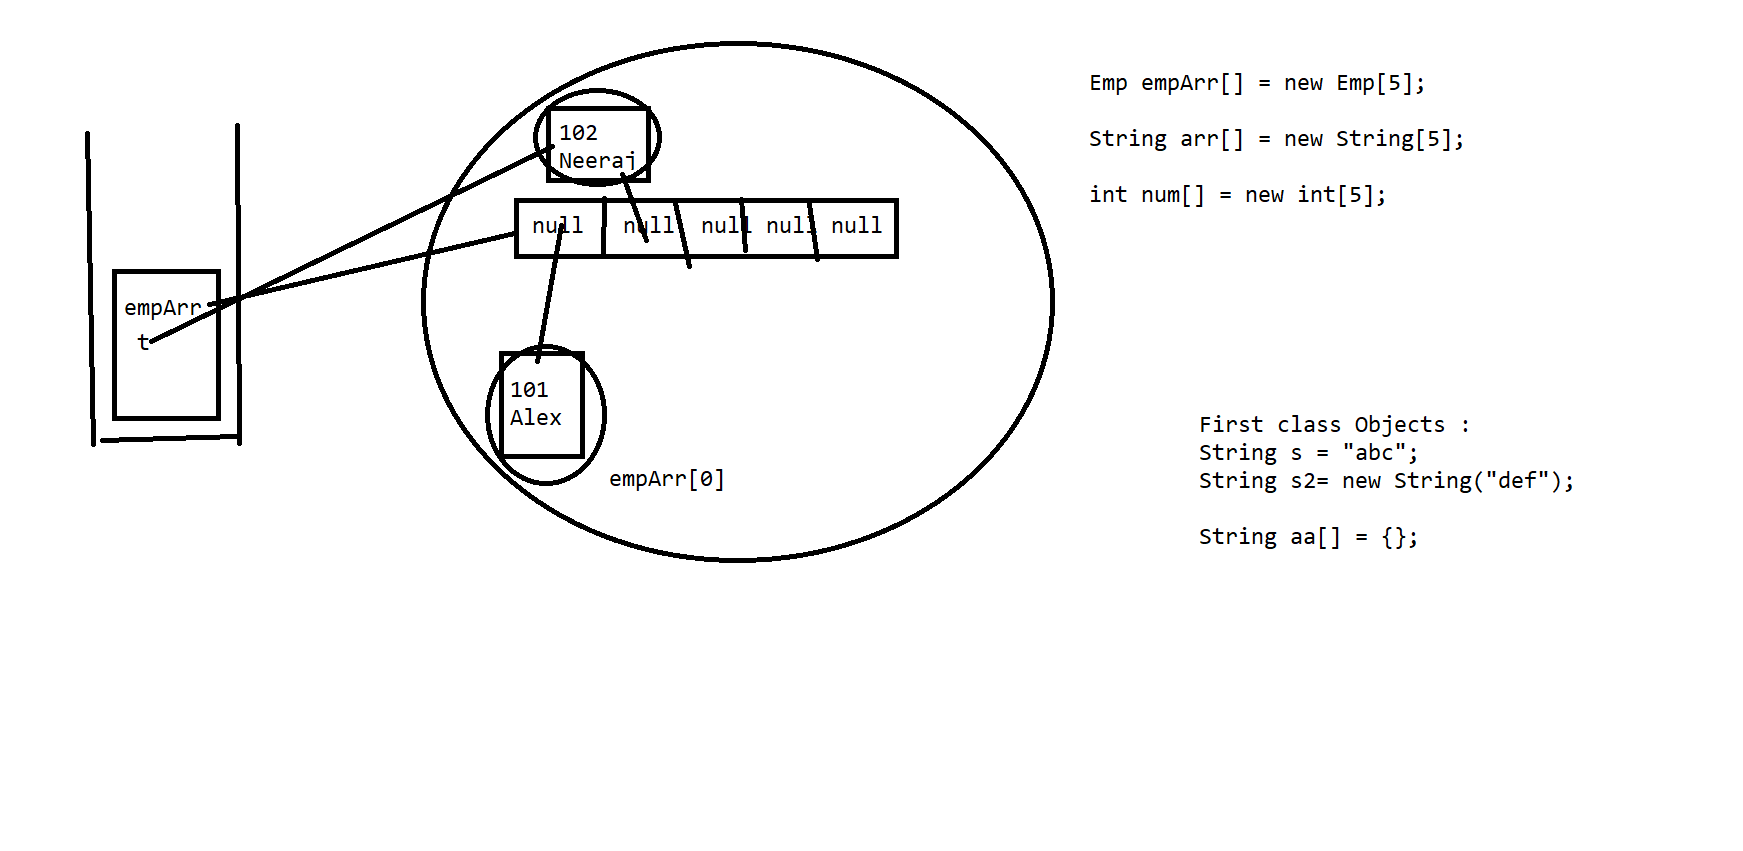 Emp empArr[] = new Emp[5];
String arr[] = new String[5];
int num[] = new int[5];
102
Neeraj
null null null null null
empArr
t
101
Alex
empArr[0]
First class Objects :
String s = "abc";
String s2= new String("def");
String aa[] = {};